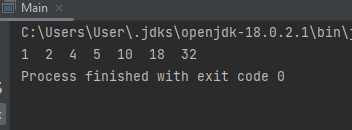 Main
C:\Users\User\.jdks\openjdk-18.0.2.1\bin\j
1 2 4 5 10 18 32
Process finished with exit code 0